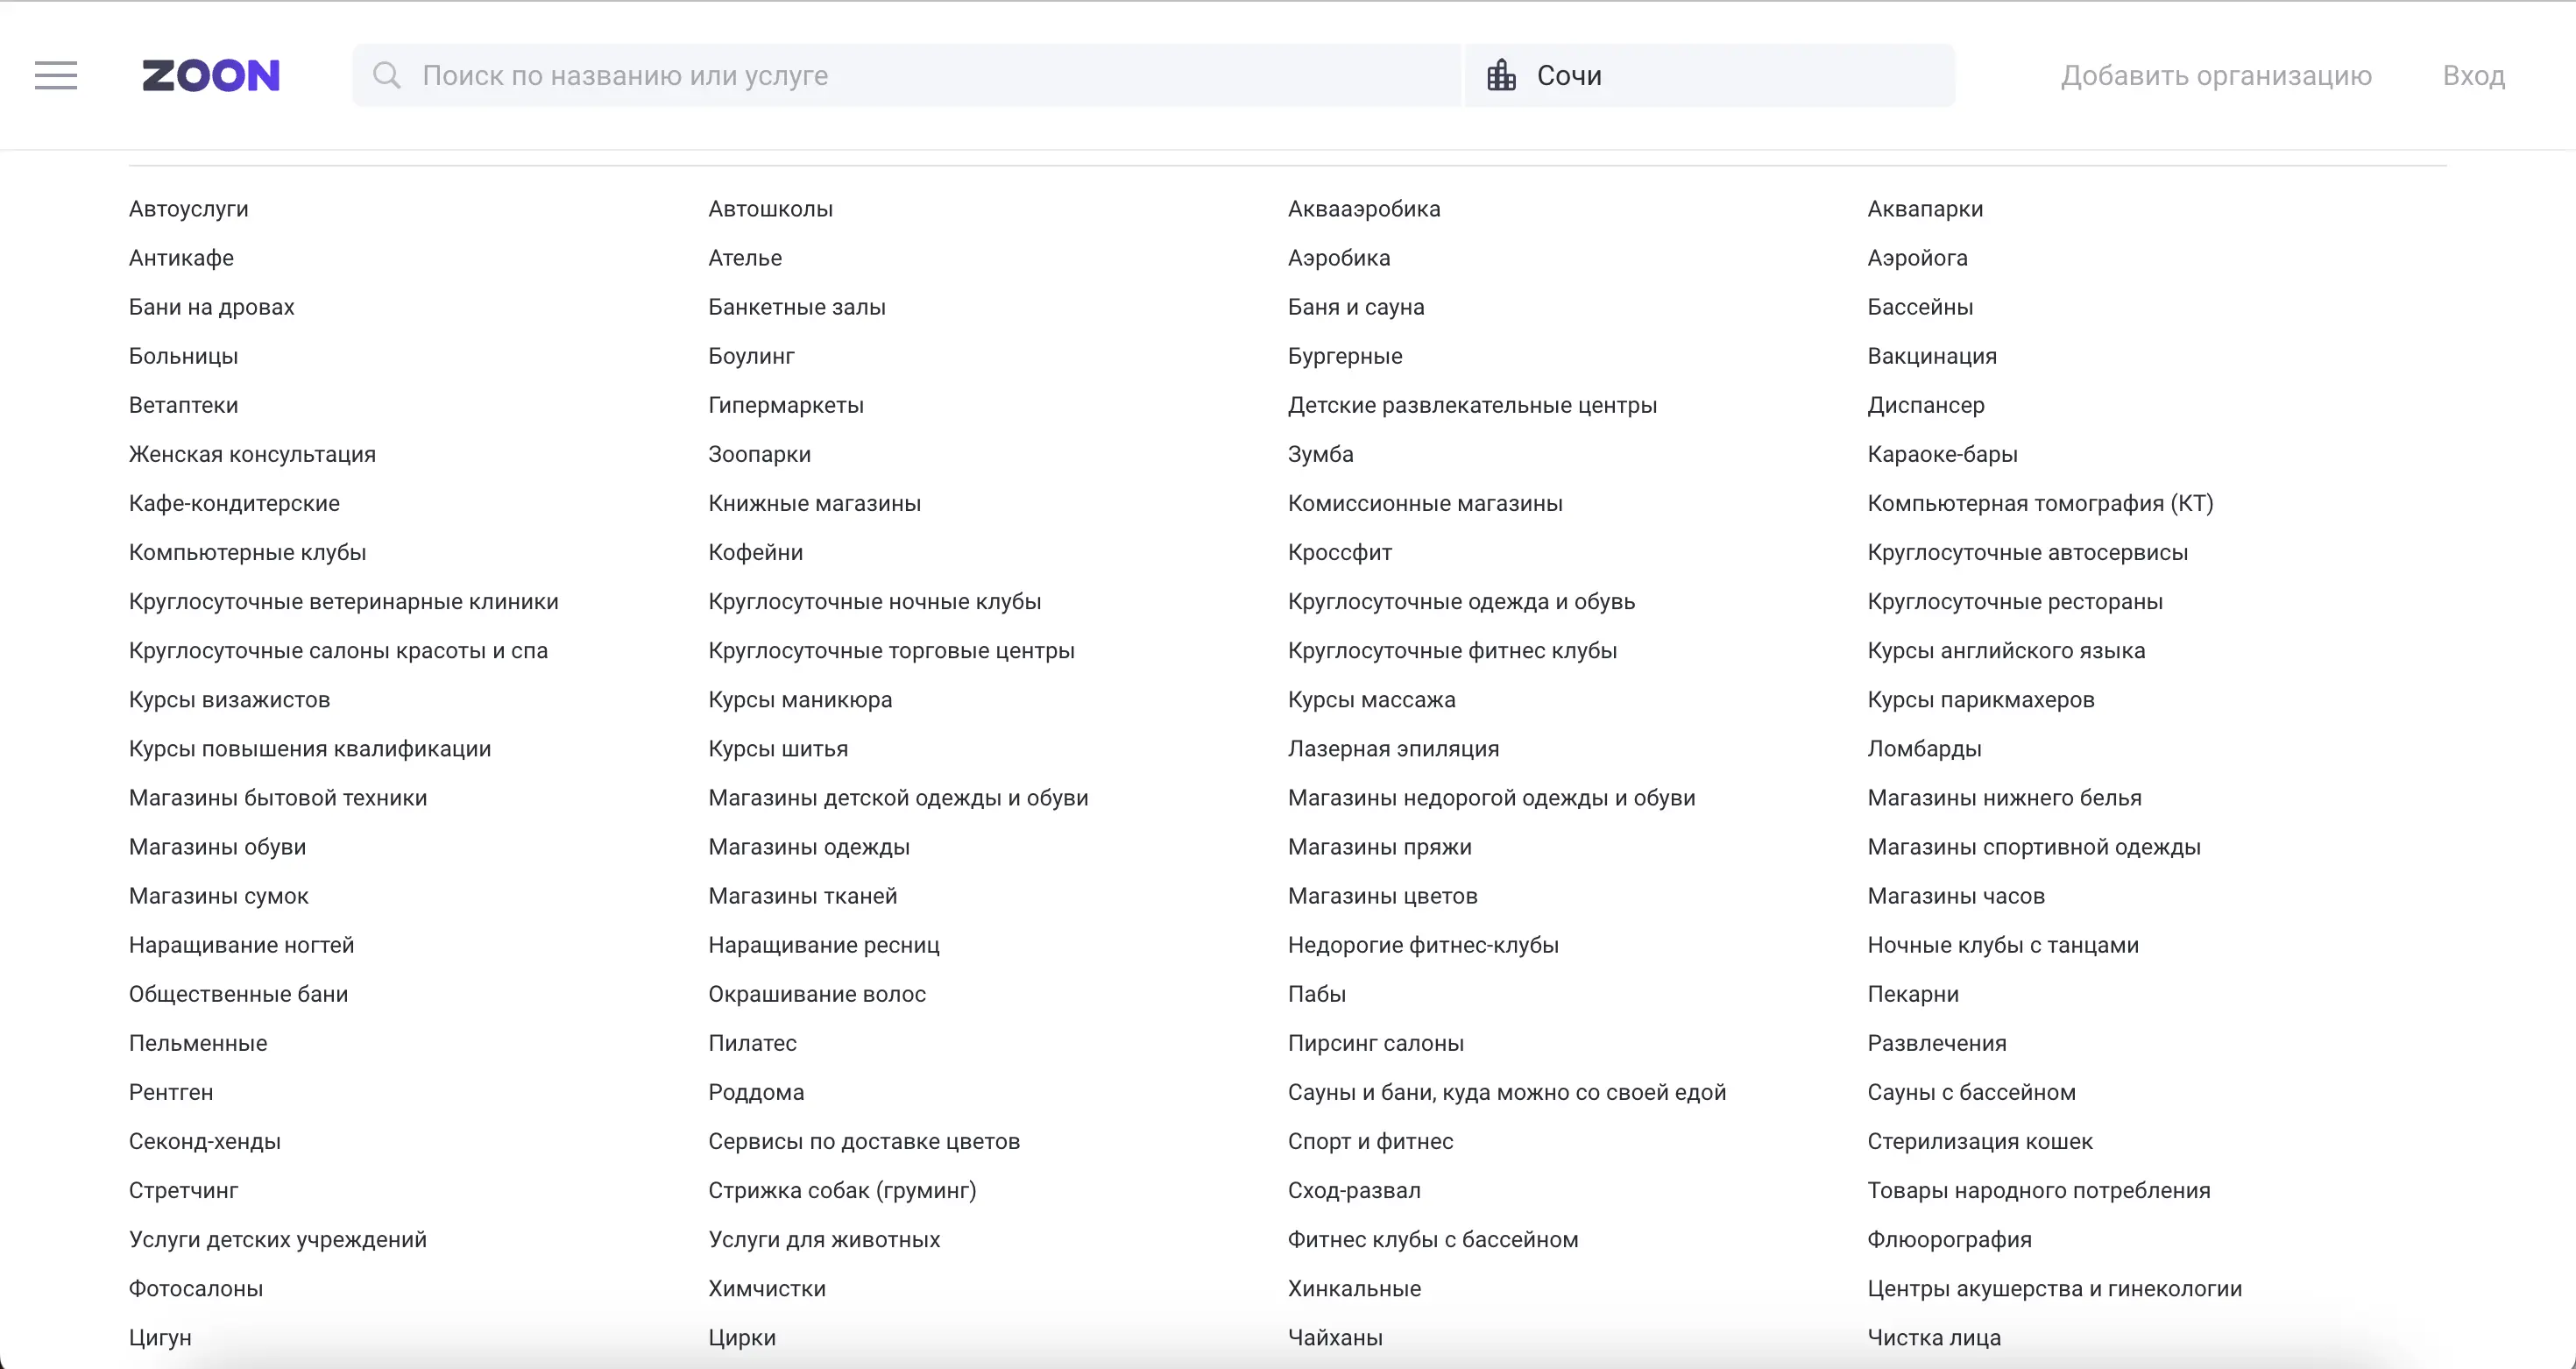 ZOON
Поиск по названию или услуге
Сочи
Добавить организацию
Вход
Автоуслуги
Автошколы
Аквааэробика
Аквапарки
Антикафе
Ателье
Аэробика
Аэройога
Бани на дровах
Банкетные залы
Баня и сауна
Бассейны
Больницы
Боулинг
Бургерные
Вакцинация
Ветаптеки
Гипермаркеты
Детские развлекательные центры
Диспансер
Женская консультация
Зоопарки
Зумба
Караоке-бары
Кафе-кондитерские
Книжные магазины
Комиссионные магазины
Компьютерная томография (КТ)
Компьютерные клубы
Кофейни
Кроссфит
Круглосуточные автосервисы
Круглосуточные ветеринарные клиники
Круглосуточные ночные клубы
Круглосуточные одежда и обувь
Круглосуточные рестораны
Круглосуточные салоны красоты и спа
Круглосуточные торговые центры
Круглосуточные фитнес клубы
Курсы английского языка
Курсы визажистов
Курсы маникюра
Курсы массажа
Курсы парикмахеров
Курсы повышения квалификации
Курсы шитья
Лазерная эпиляция
Ломбарды
Магазины бытовой техники
Магазины детской одежды и обуви
Магазины недорогой одежды и обуви
Магазины нижнего белья
Магазины обуви
Магазины одежды
Магазины пряжи
Магазины спортивной одежды
Магазины сумок
Магазины тканей
Магазины цветов
Магазины часов
Наращивание ногтей
Наращивание ресниц
Недорогие фитнес-клубы
Ночные клубы с танцами
Общественные бани
Окрашивание волос
Пабы
Пекарни
Пельменные
Пилатес
Пирсинг салоны
Развлечения
Рентген
Роддома
Сауны и бани, куда можно со своей едой
Сауны с бассейном
Секонд-хенды
Сервисы по доставке цветов
Спорт и фитнес
Стерилизация кошек
Стретчинг
Стрижка собак (груминг)
Сход-развал
Товары народного потребления
Услуги детских учреждений
Услуги для животных
Фитнес клубы с бассейном
Флюорография
Фотосалоны
Химчистки
Хинкальные
Центры акушерства и гинекологии
Цигун
Цирки
Чайханы
Чистка лица